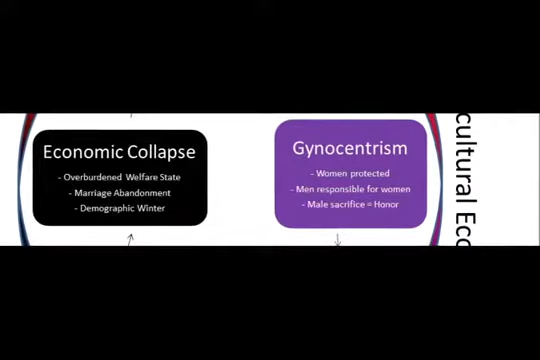 Economic Collapse
- Overburdened Welfare State
- Marriage Abandonment
- Demographic Winter
Gynocentrism
- Women protected
- Men responsible for women
- Male sacrifice = Honor
cultural Eco